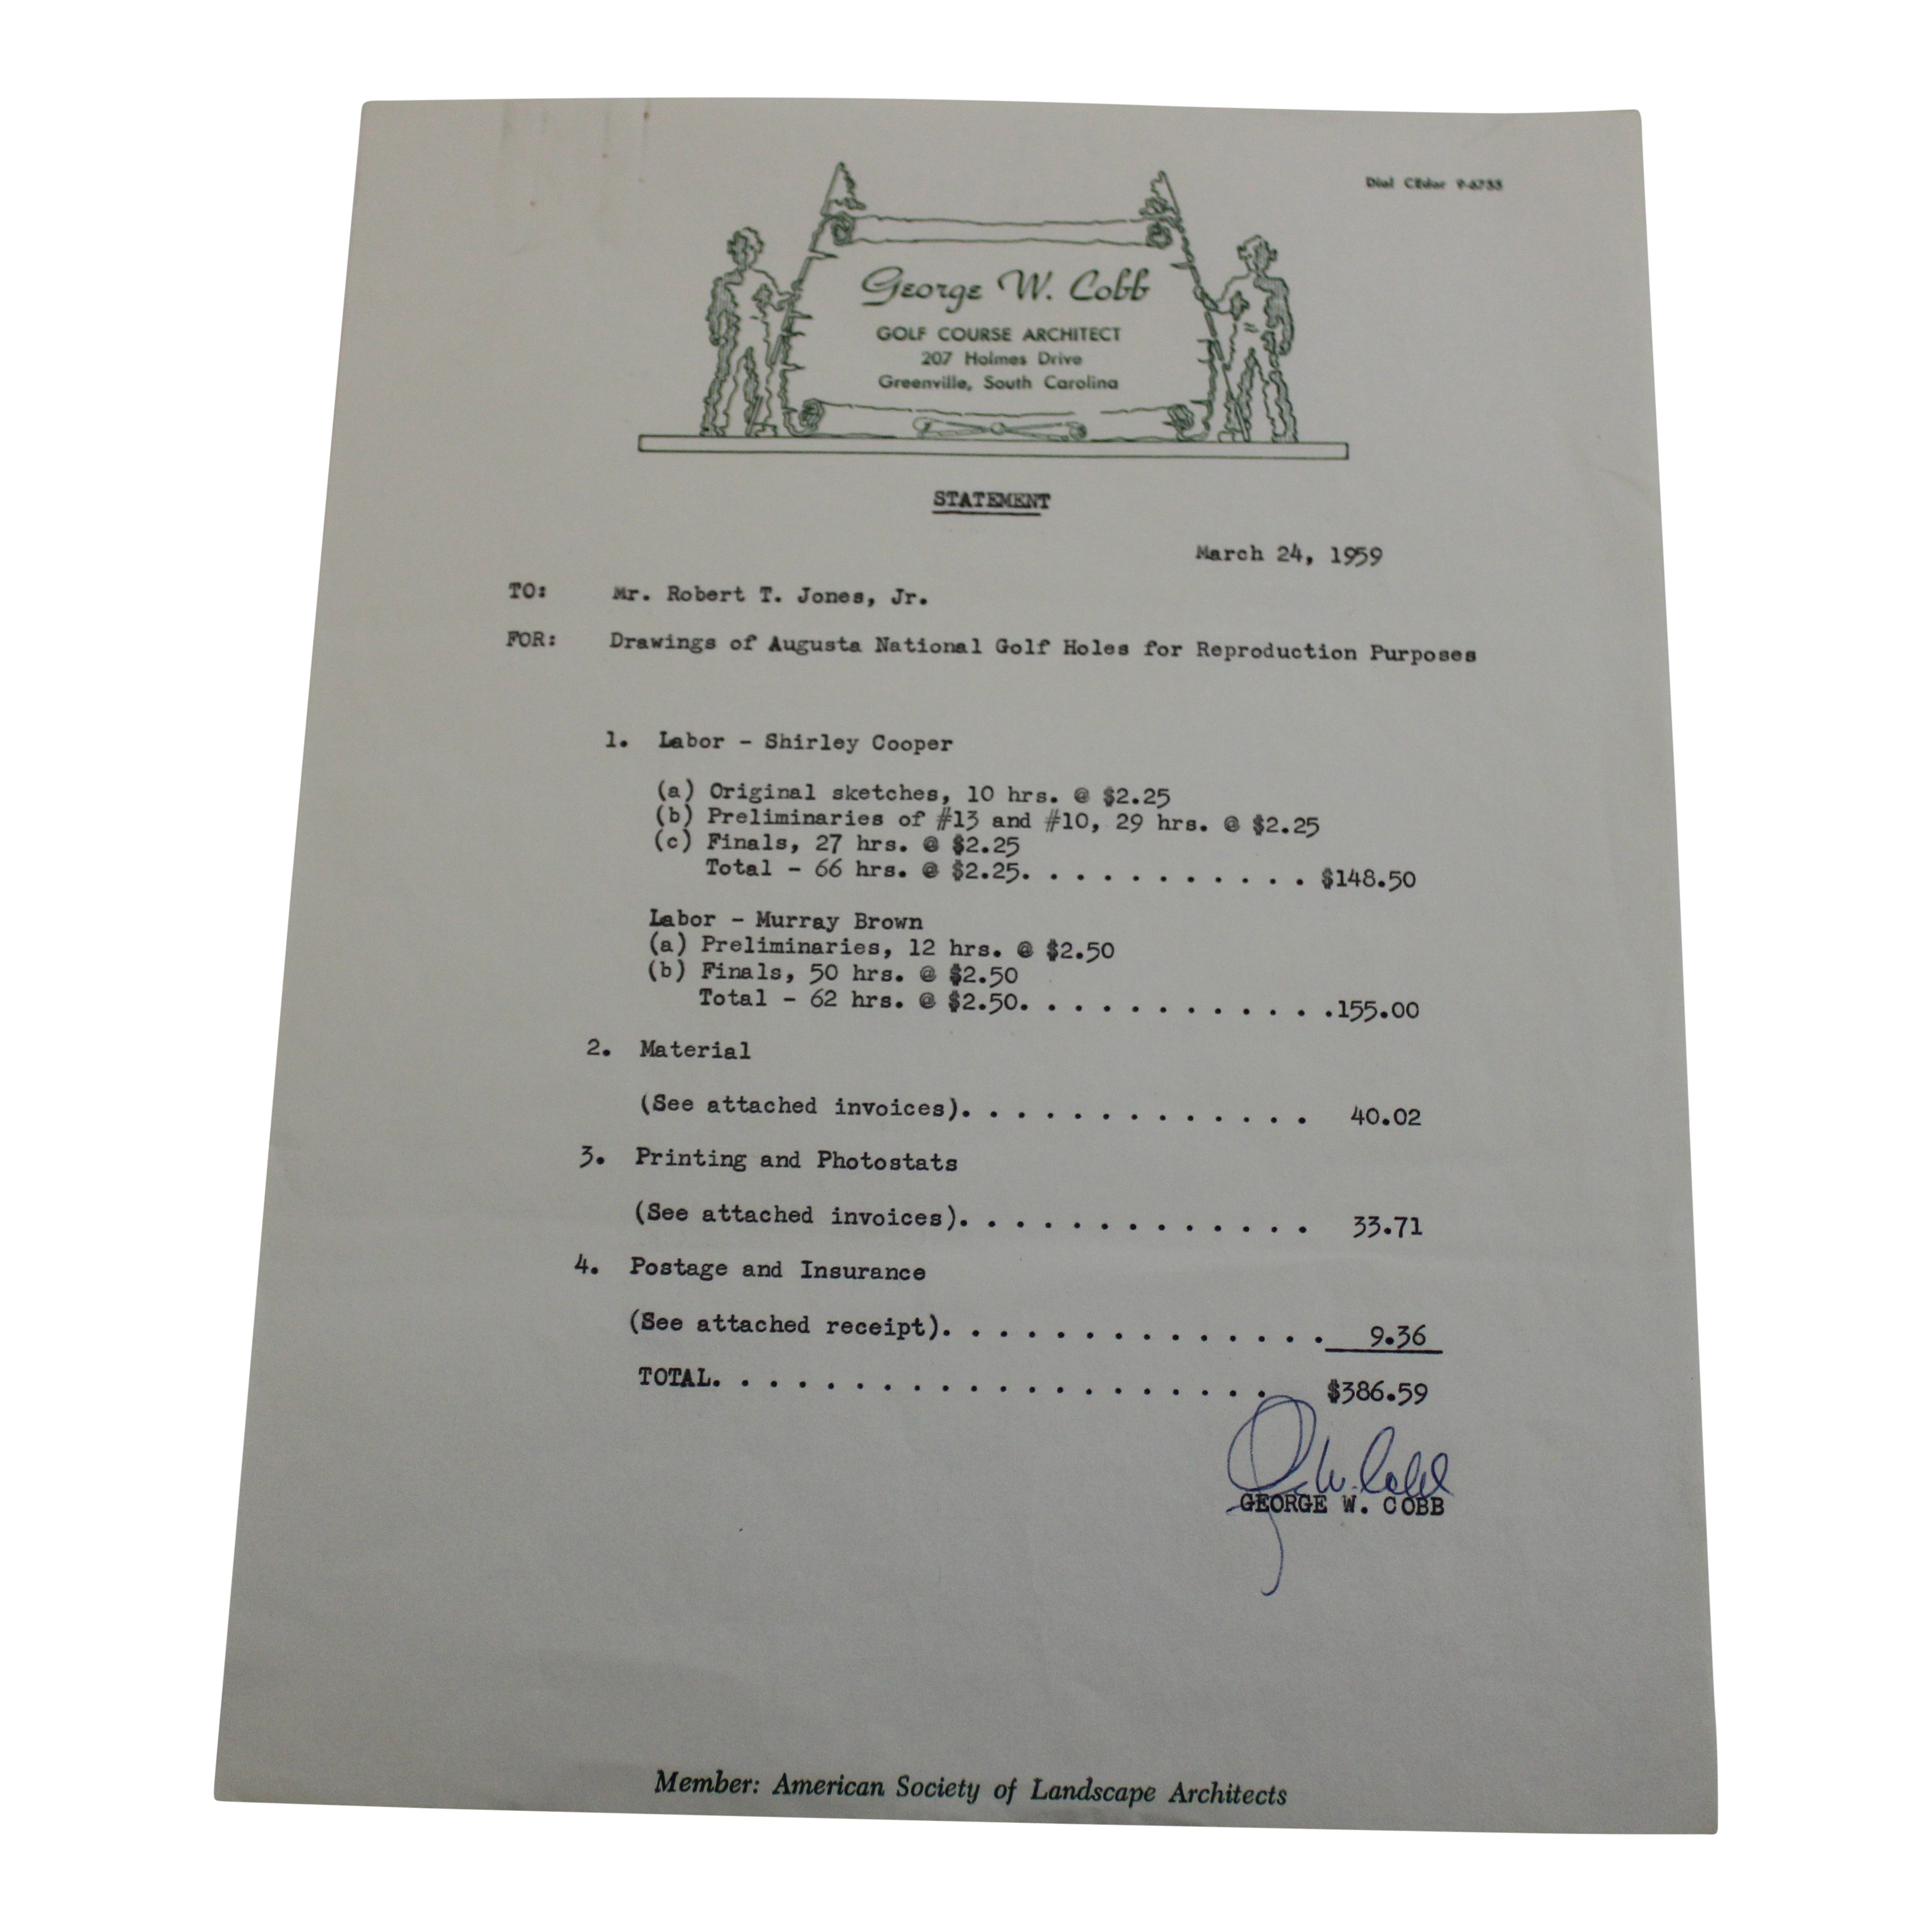 Dial CEdar
George W. Cobb
GOLF COURSE ARCHITECT
207 Holmes Drive
Greenville, South Carolina
STATEMENT
March 24, 1959
TO: Mr. Robert T. Jones, Jr.
FOR: Drawings of Augusta National Golf Holes for Reproduction Purposes
1. Labor - Shirley Cooper
(a) Original sketches, 10 hrs. @ $2.25
(b) Preliminaries of #13 and #10, 29 hrs. @ $2.25
(c) Finals, 27 hrs. @ $2.25
Total - 66 hrs. @ $2.25. . . . . . . . . . . $148.50
Labor - Murray Brown
(a) Preliminaries, 12 hrs. @ $2.50
(b) Finals, 50 hrs. @ $2.50
Total - 62 hrs. @ $2.50. . . . . . . . . . . .155.00
2. Material
(See attached invoices). . . . . . . . . . . . . 40.02
3. Printing and Photostats
(See attached invoices). . . . . . . . . . . . . 33.71
4. Postage and Insurance
(See attached receipt). . . . . . . . . . . . . . 9.36
TOTAL. . . . . . . . . . . . . . . . . . . . $386.59
G. W. Cobb
GEORGE W. COBB
Member: American Society of Landscape Architects